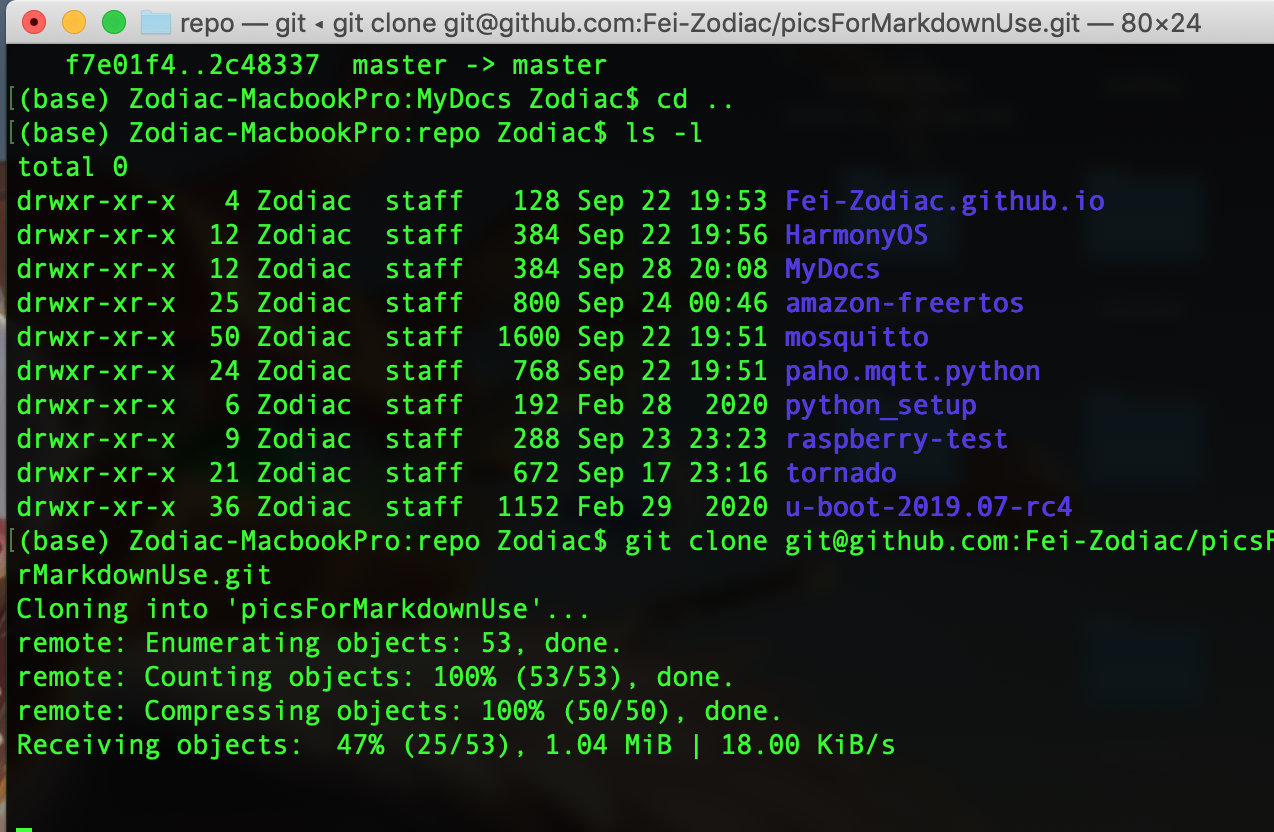 repo — git ◂ git clone git@github.com:Fei-Zodiac/picsForMarkdownUse.git — 80×24
   f7e01f4..2c48337  master -> master
[(base) Zodiac-MacbookPro:MyDocs Zodiac$ cd ..
[(base) Zodiac-MacbookPro:repo Zodiac$ ls -l
total 0
drwxr-xr-x   4 Zodiac  staff   128 Sep 22 19:53 Fei-Zodiac.github.io
drwxr-xr-x  12 Zodiac  staff   384 Sep 22 19:56 HarmonyOS
drwxr-xr-x  12 Zodiac  staff   384 Sep 28 20:08 MyDocs
drwxr-xr-x  25 Zodiac  staff   800 Sep 24 00:46 amazon-freertos
drwxr-xr-x  50 Zodiac  staff  1600 Sep 22 19:51 mosquitto
drwxr-xr-x  24 Zodiac  staff   768 Sep 22 19:51 paho.mqtt.python
drwxr-xr-x   6 Zodiac  staff   192 Feb 28  2020 python_setup
drwxr-xr-x   9 Zodiac  staff   288 Sep 23 23:23 raspberry-test
drwxr-xr-x  21 Zodiac  staff   672 Sep 17 23:16 tornado
drwxr-xr-x  36 Zodiac  staff  1152 Feb 29  2020 u-boot-2019.07-rc4
[(base) Zodiac-MacbookPro:repo Zodiac$ git clone git@github.com:Fei-Zodiac/picsF
rMarkdownUse.git
Cloning into 'picsForMarkdownUse'...
remote: Enumerating objects: 53, done.
remote: Counting objects: 100% (53/53), done.
remote: Compressing objects: 100% (50/50), done.
Receiving objects:  47% (25/53), 1.04 MiB | 18.00 KiB/s